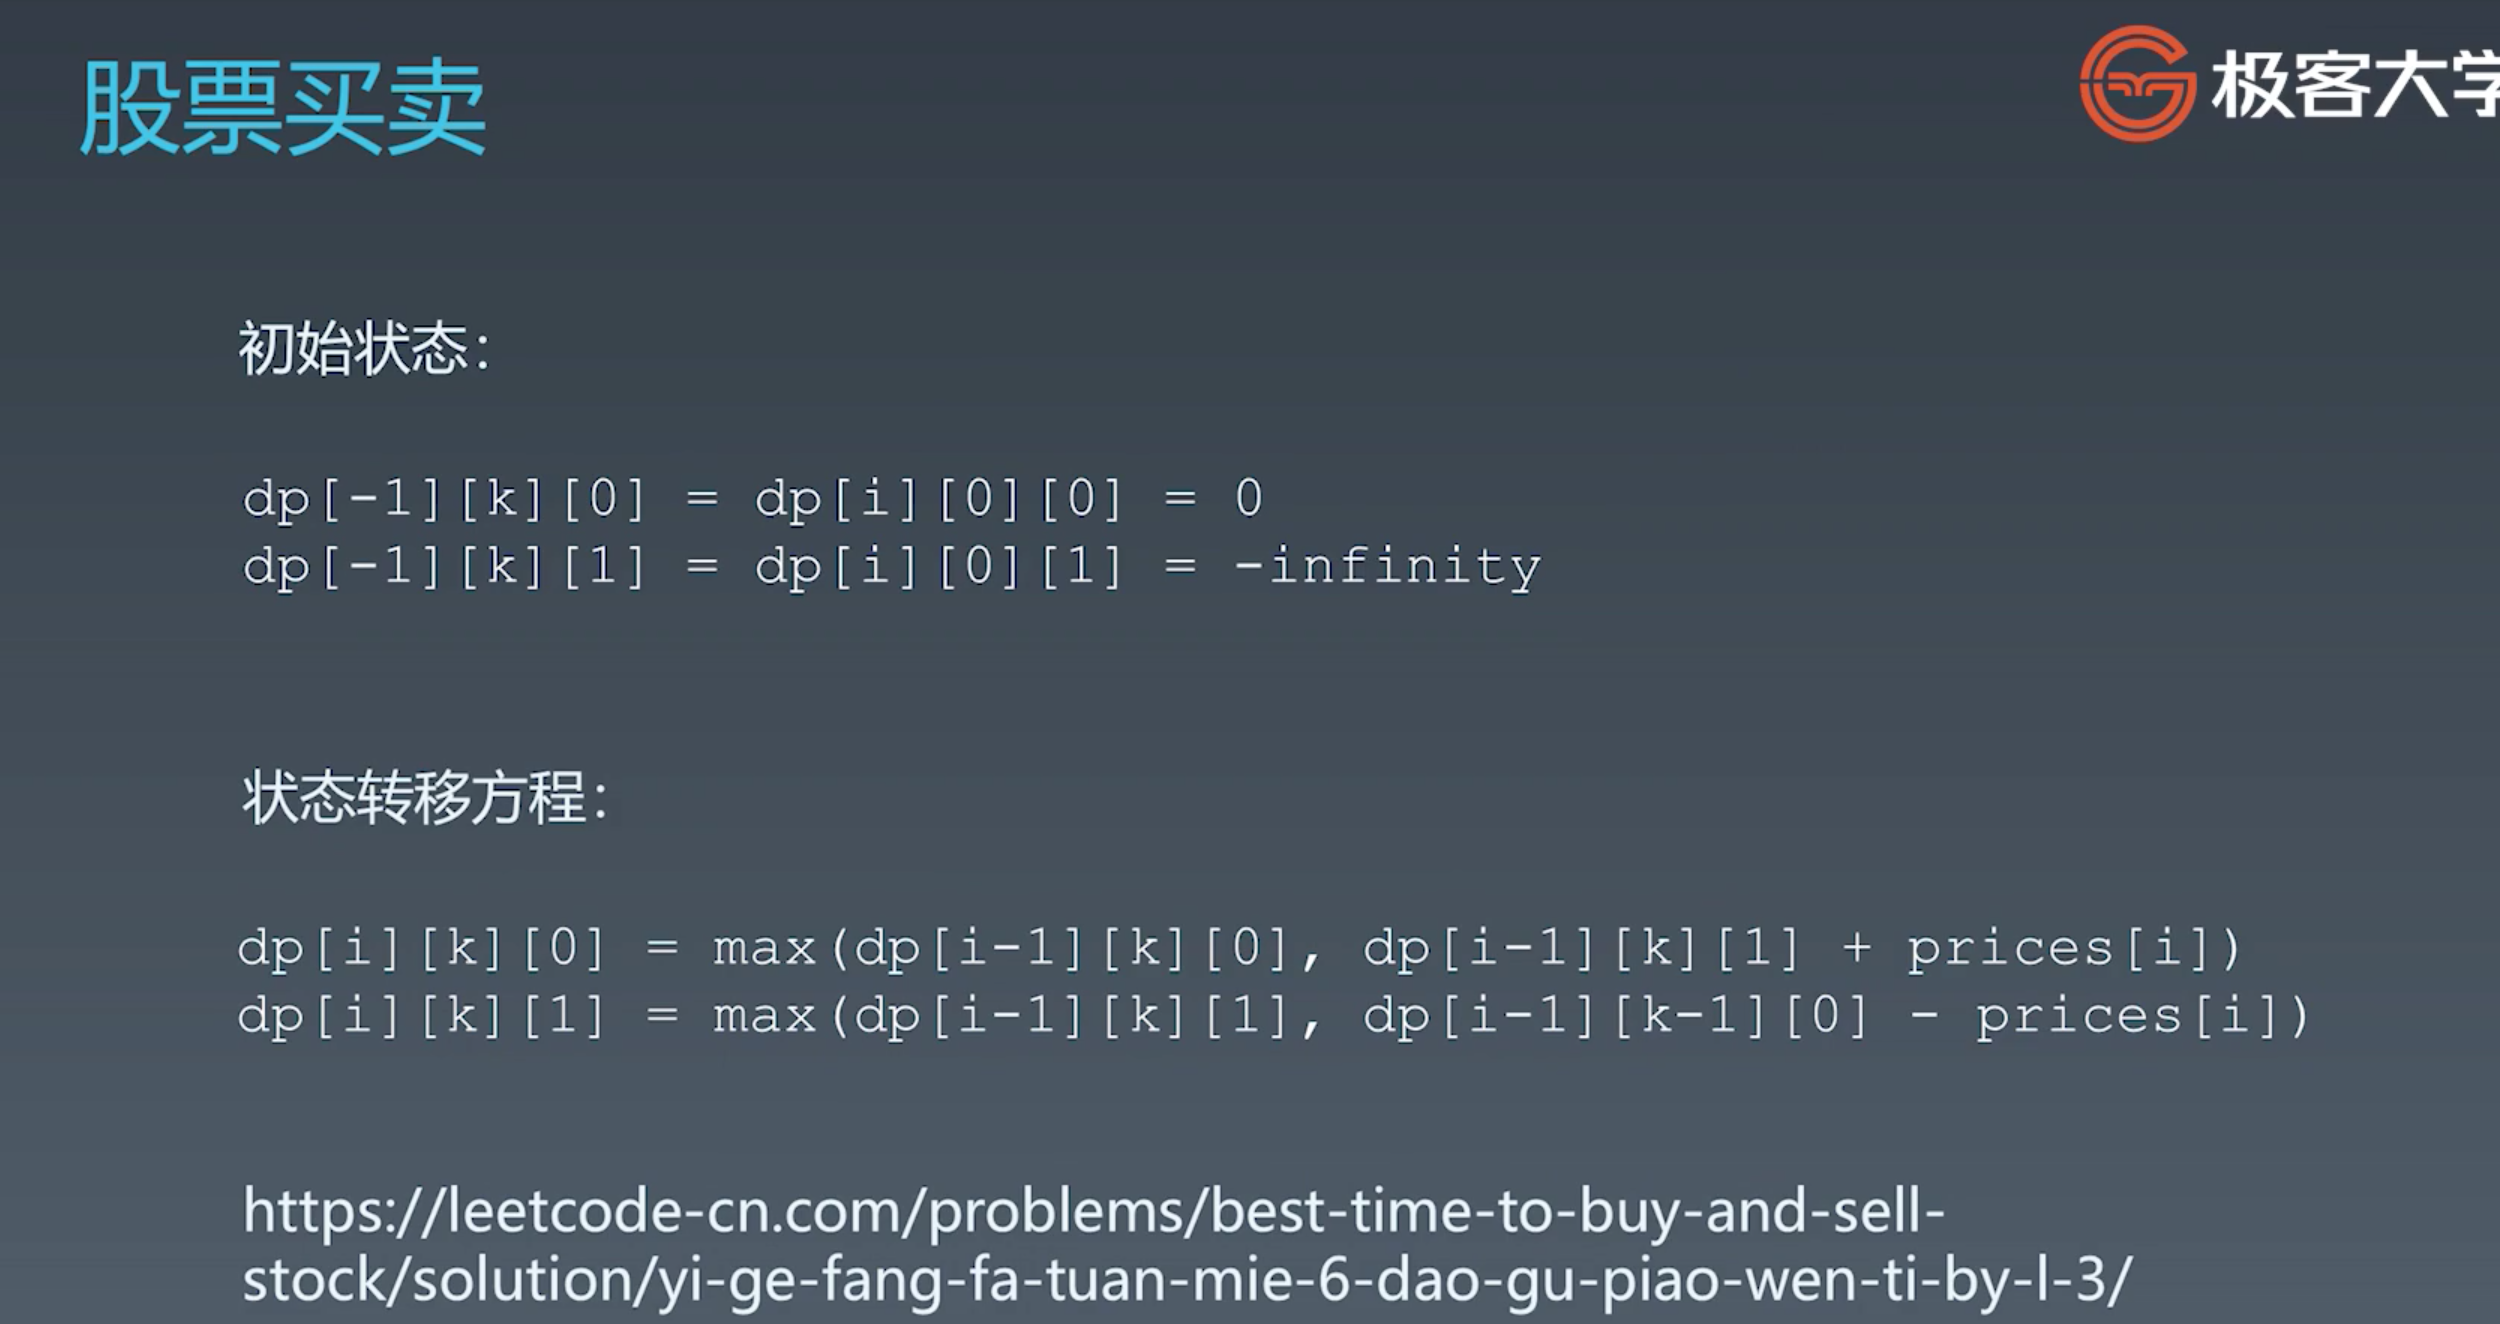 股票买卖
极客大学
初始状态：
dp[-1][k][0] = dp[i][0][0] = 0
dp[-1][k][1] = dp[i][0][1] = -infinity
状态转移方程：
dp[i][k][0] = max(dp[i-1][k][0], dp[i-1][k][1] + prices[i])
dp[i][k][1] = max(dp[i-1][k][1], dp[i-1][k-1][0] - prices[i])
https://leetcode-cn.com/problems/best-time-to-buy-and-sell-
stock/solution/yi-ge-fang-fa-tuan-mie-6-dao-gu-piao-wen-ti-by-l-3/